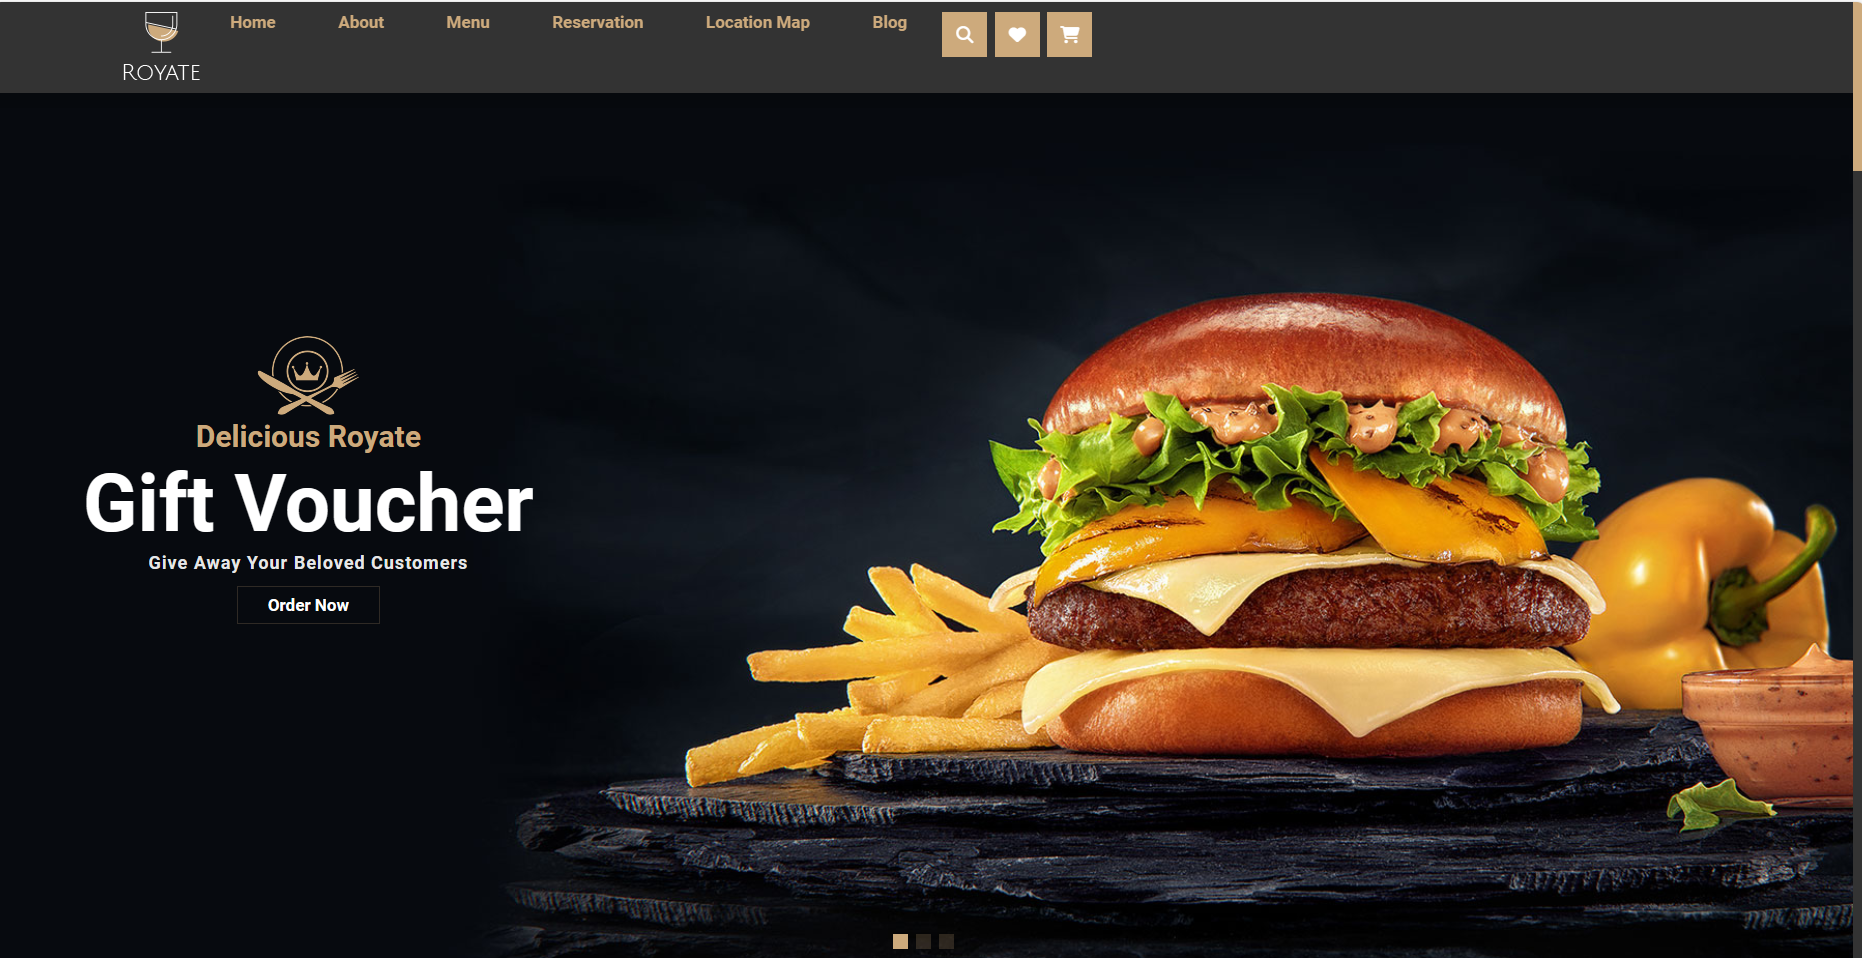 Home
About
Menu
Reservation
Location Map
Blog
ROYATE
Delicious Royate
Gift Voucher
Give Away Your Beloved Customers
Order Now